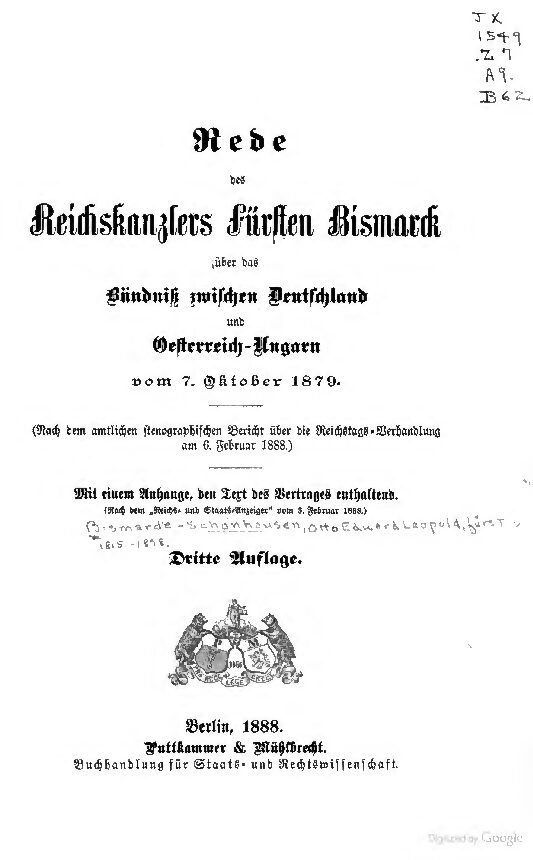 JX
1549
.Z7
A9.
B62
Rede
des
Reichskanzlers Fürsten Bismarck
über das
Bündniß zwischen Deutschland
und
Oesterreich-Ungarn
vom 7. Oktober 1879.
(Nach dem amtlichen stenographischen Bericht über die Reichstags-Verhandlung
am 6. Februar 1888.)
Mit einem Anhange, den Text des Vertrages enthaltend.
(Nach dem „Reichs- und Staats-Anzeiger" vom 3. Februar 1888.)
Bismarck-Schönhausen, Otto Eduard Leopold, fürst
1815-1898.
Dritte Auflage.
LEGE
Berlin, 1888.
Puttkammer & Mühlbrecht.
Buchhandlung für Staats- und Rechtswissenschaft.
Digitized by Google